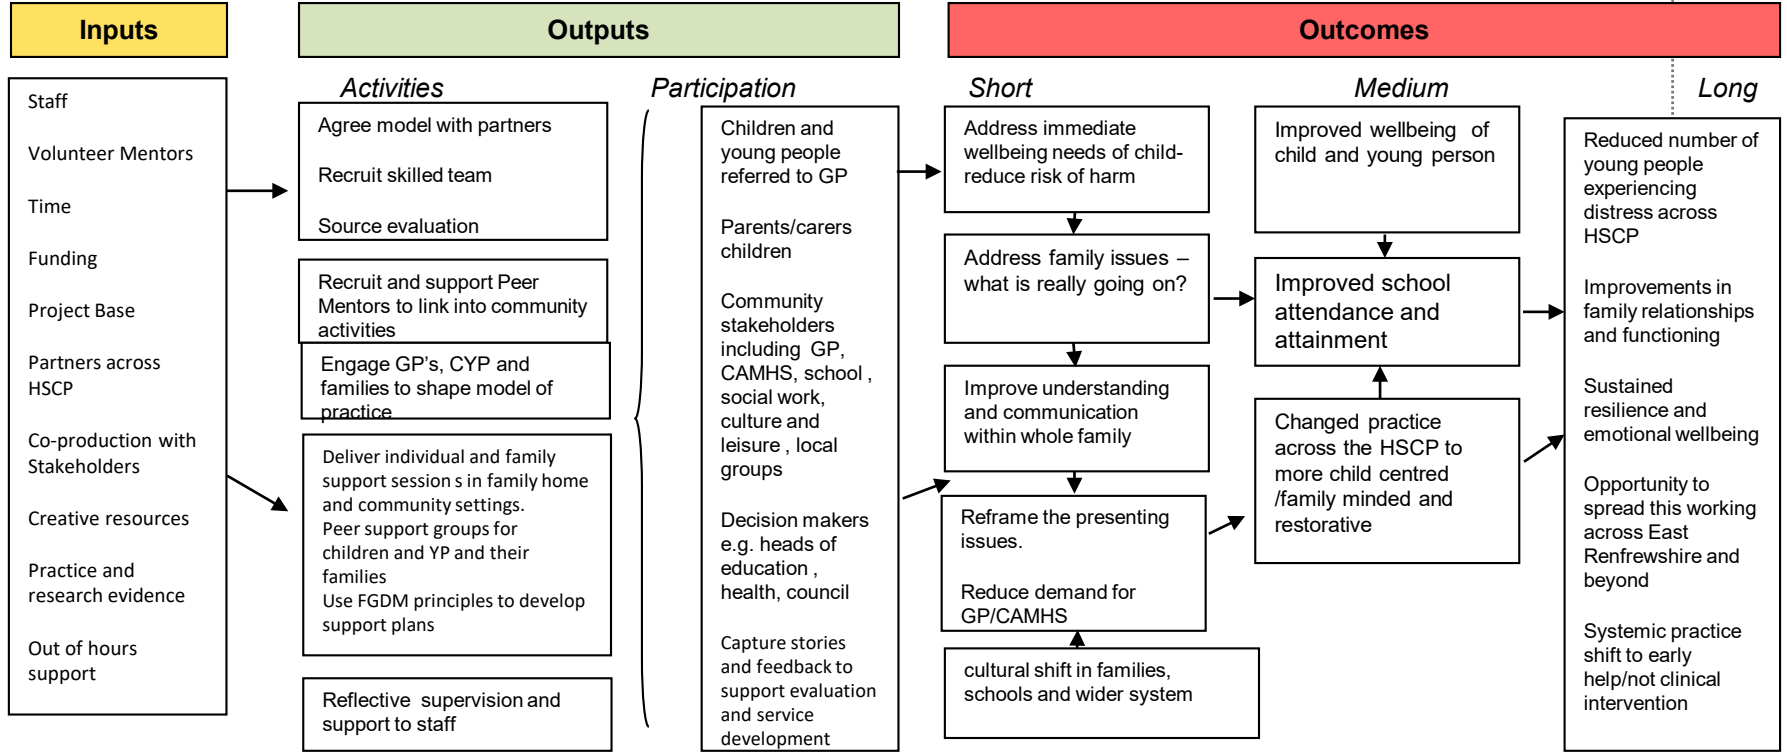 Inputs
Outputs
Outcomes
Activities
Participation
Short
Medium
Long
Staff
Volunteer Mentors
Time
Funding
Project Base
Partners across
HSCP
Co-production with
Stakeholders
Creative resources
Practice and
research evidence
Out of hours
support
Agree model with partners
Recruit skilled team
Source evaluation
Recruit and support Peer
Mentors to link into community
activities
Engage GP's, CYP and
families to shape model of
practice
Deliver individual and family
support session s in family home
and community settings.
Peer support groups for
children and YP and their
families
Use FGDM principles to develop
support plans
Reflective supervision and
support to staff
Children and
young people
referred to GP
Parents/carers
children
Community
stakeholders
including GP,
CAMHS, school ,
social work,
culture and
leisure , local
groups
Decision makers
e.g. heads of
education ,
health, council
Capture stories
and feedback to
support evaluation
and service
development
Address immediate
wellbeing needs of child-
reduce risk of harm
Address family issues –
what is really going on?
Improve understanding
and communication
within whole family
Reframe the presenting
issues.
Reduce demand for
GP/CAMHS
cultural shift in families,
schools and wider system
Improved wellbeing of
child and young person
Improved school
attendance and
attainment
Changed practice
across the HSCP to
more child centred
/family minded and
restorative
Reduced number of
young people
experiencing
distress across
HSCP
Improvements in
family relationships
and functioning
Sustained
resilience and
emotional wellbeing
Opportunity to
spread this working
across East
Renfrewshire and
beyond
Systemic practice
shift to early
help/not clinical
intervention